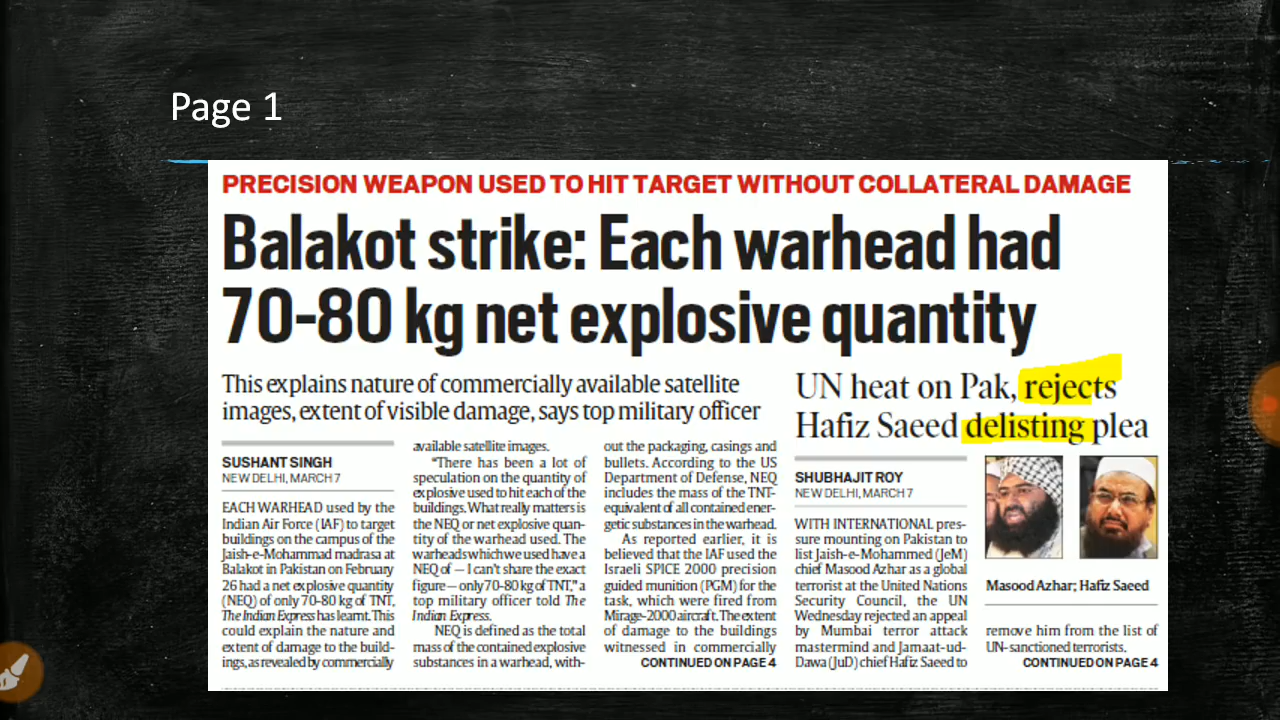 Page 1
PRECISION WEAPON USED TO HIT TARGET WITHOUT COLLATERAL DAMAGE
Balakot strike: Each warhead had
70-80 kg net explosive quantity
This explains nature of commercially available satellite
images, extent of visible damage, says top military officer
SUSHANT SINGH
NEW DELHI, MARCH 7
EACH WARHEAD used by the
Indian Air Force (IAF) to target
buildings on the campus of the
Jaish-e-Mohammad madrasa at
Balakot in Pakistan on February
26 had a net explosive quantity
(NEQ) of only 70-80 kg of TNT,
The Indian Express has learnt. This
could explain the nature and
extent of damage to the build-
ings, as revealed by commercially
available satellite images.
“There has been a lot of
speculation on the quantity of
explosive used to hit each of the
buildings. What really matters is
the NEQ or net explosive quan-
tity of the warhead used. The
warheads which we used have a
NEQ of — I can't share the exact
figure — only 70-80 kg of TNT,” a
top military officer told The
Indian Express.
NEQ is defined as the total
mass of the contained explosive
substances in a warhead, with-
out the packaging, casings and
bullets. According to the US
Department of Defense, NEQ
includes the mass of the TNT-
equivalent of all contained ener-
getic substances in the warhead.
As reported earlier, it is
believed that the IAF used the
Israeli SPICE 2000 precision
guided munition (PGM) for the
task, which were fired from
Mirage-2000 aircraft. The extent
of damage to the buildings
witnessed in commercially
CONTINUED ON PAGE 4
UN heat on Pak, rejects
Hafiz Saeed delisting plea
SHUBHAJIT ROY
NEW DELHI, MARCH 7
WITH INTERNATIONAL pres-
sure mounting on Pakistan to
list Jaish-e-Mohammed (JeM)
chief Masood Azhar as a global
terrorist at the United Nations
Security Council, the UN
Wednesday rejected an appeal
by Mumbai terror attack
mastermind and Jamaat-ud-
Dawa (JuD) chief Hafiz Saeed to
Masood Azhar; Hafiz Saeed
remove him from the list of
UN-sanctioned terrorists.
CONTINUED ON PAGE 4